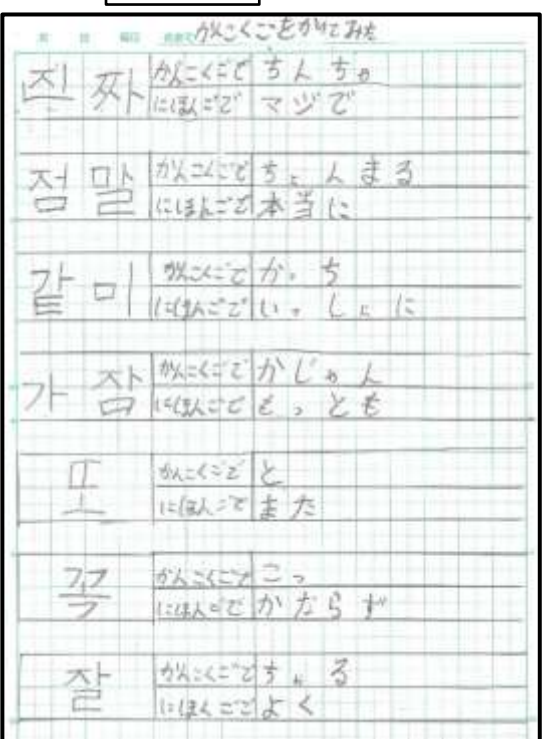 かんこくごをかいてみた
진짜 かんこくごで ちんちゃ
にほんごで マジで
점말 かんこくごで ちょんまる
にほんごで 本当に
같미 かんこくごで かっち
にほんごで いっしょに
가잠 かんこくごで かじゃん
にほんごで もっとも
또 かんこくごで と
にほんごで また
꼭 かんこくごで こっ
にほんごで かならず
잘 かんこくごで ちゃる
にほんごで よく